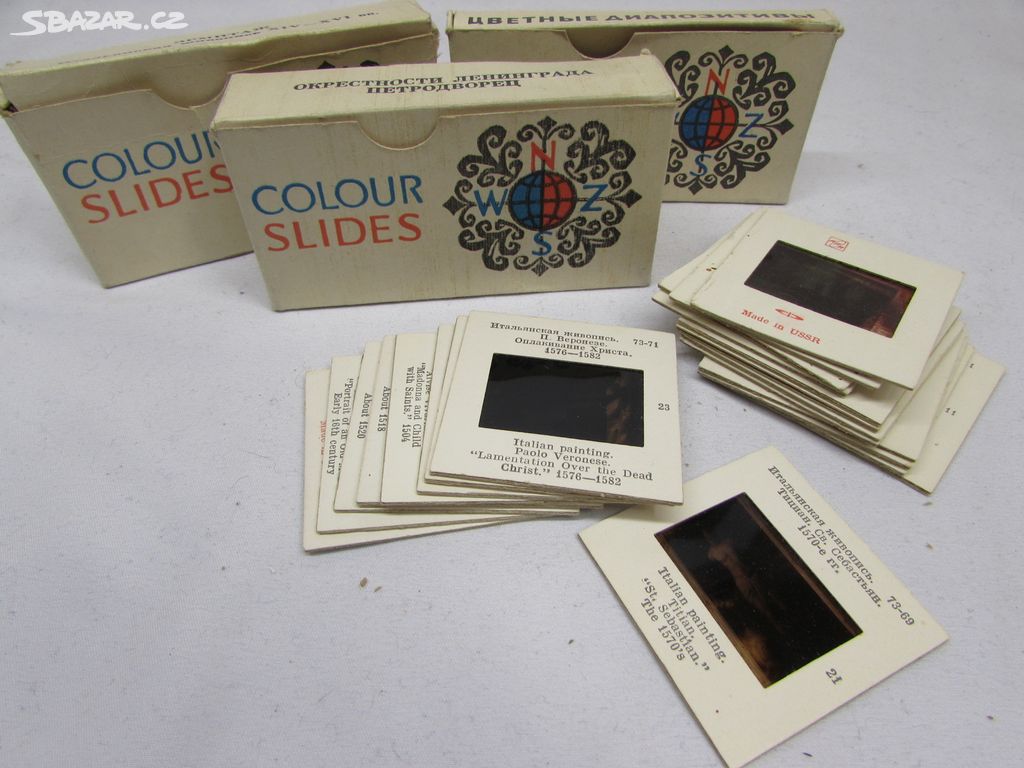 SBAZAR.CZ
COLOUR
SLIDES
ОКРЕСТНОСТИ ЛЕНИНГРАДА
ПЕТРОДВОРЕЦ
COLOUR
SLIDES
N
W
Z
S
ЦВЕТНЫЕ ДИАПОЗИТИВЫ
N
Z
S
Made in USSR
11
Итальянская живопись. 73-71
П. Веронезе.
Оплакивание Христа.
1576—1582
23
Italian painting.
Paolo Veronese.
"Lamentation Over the Dead
Christ." 1576—1582
"Madonna and Child
with Saints." 1504
About 1518
About 1520
"Portrait of an
Early 16th century
Итальянская живопись. 73-69
Тициан. Св. Себастьян.
1570-е гг.
21
Italian painting.
Titian.
"St. Sebastian."
The 1570's